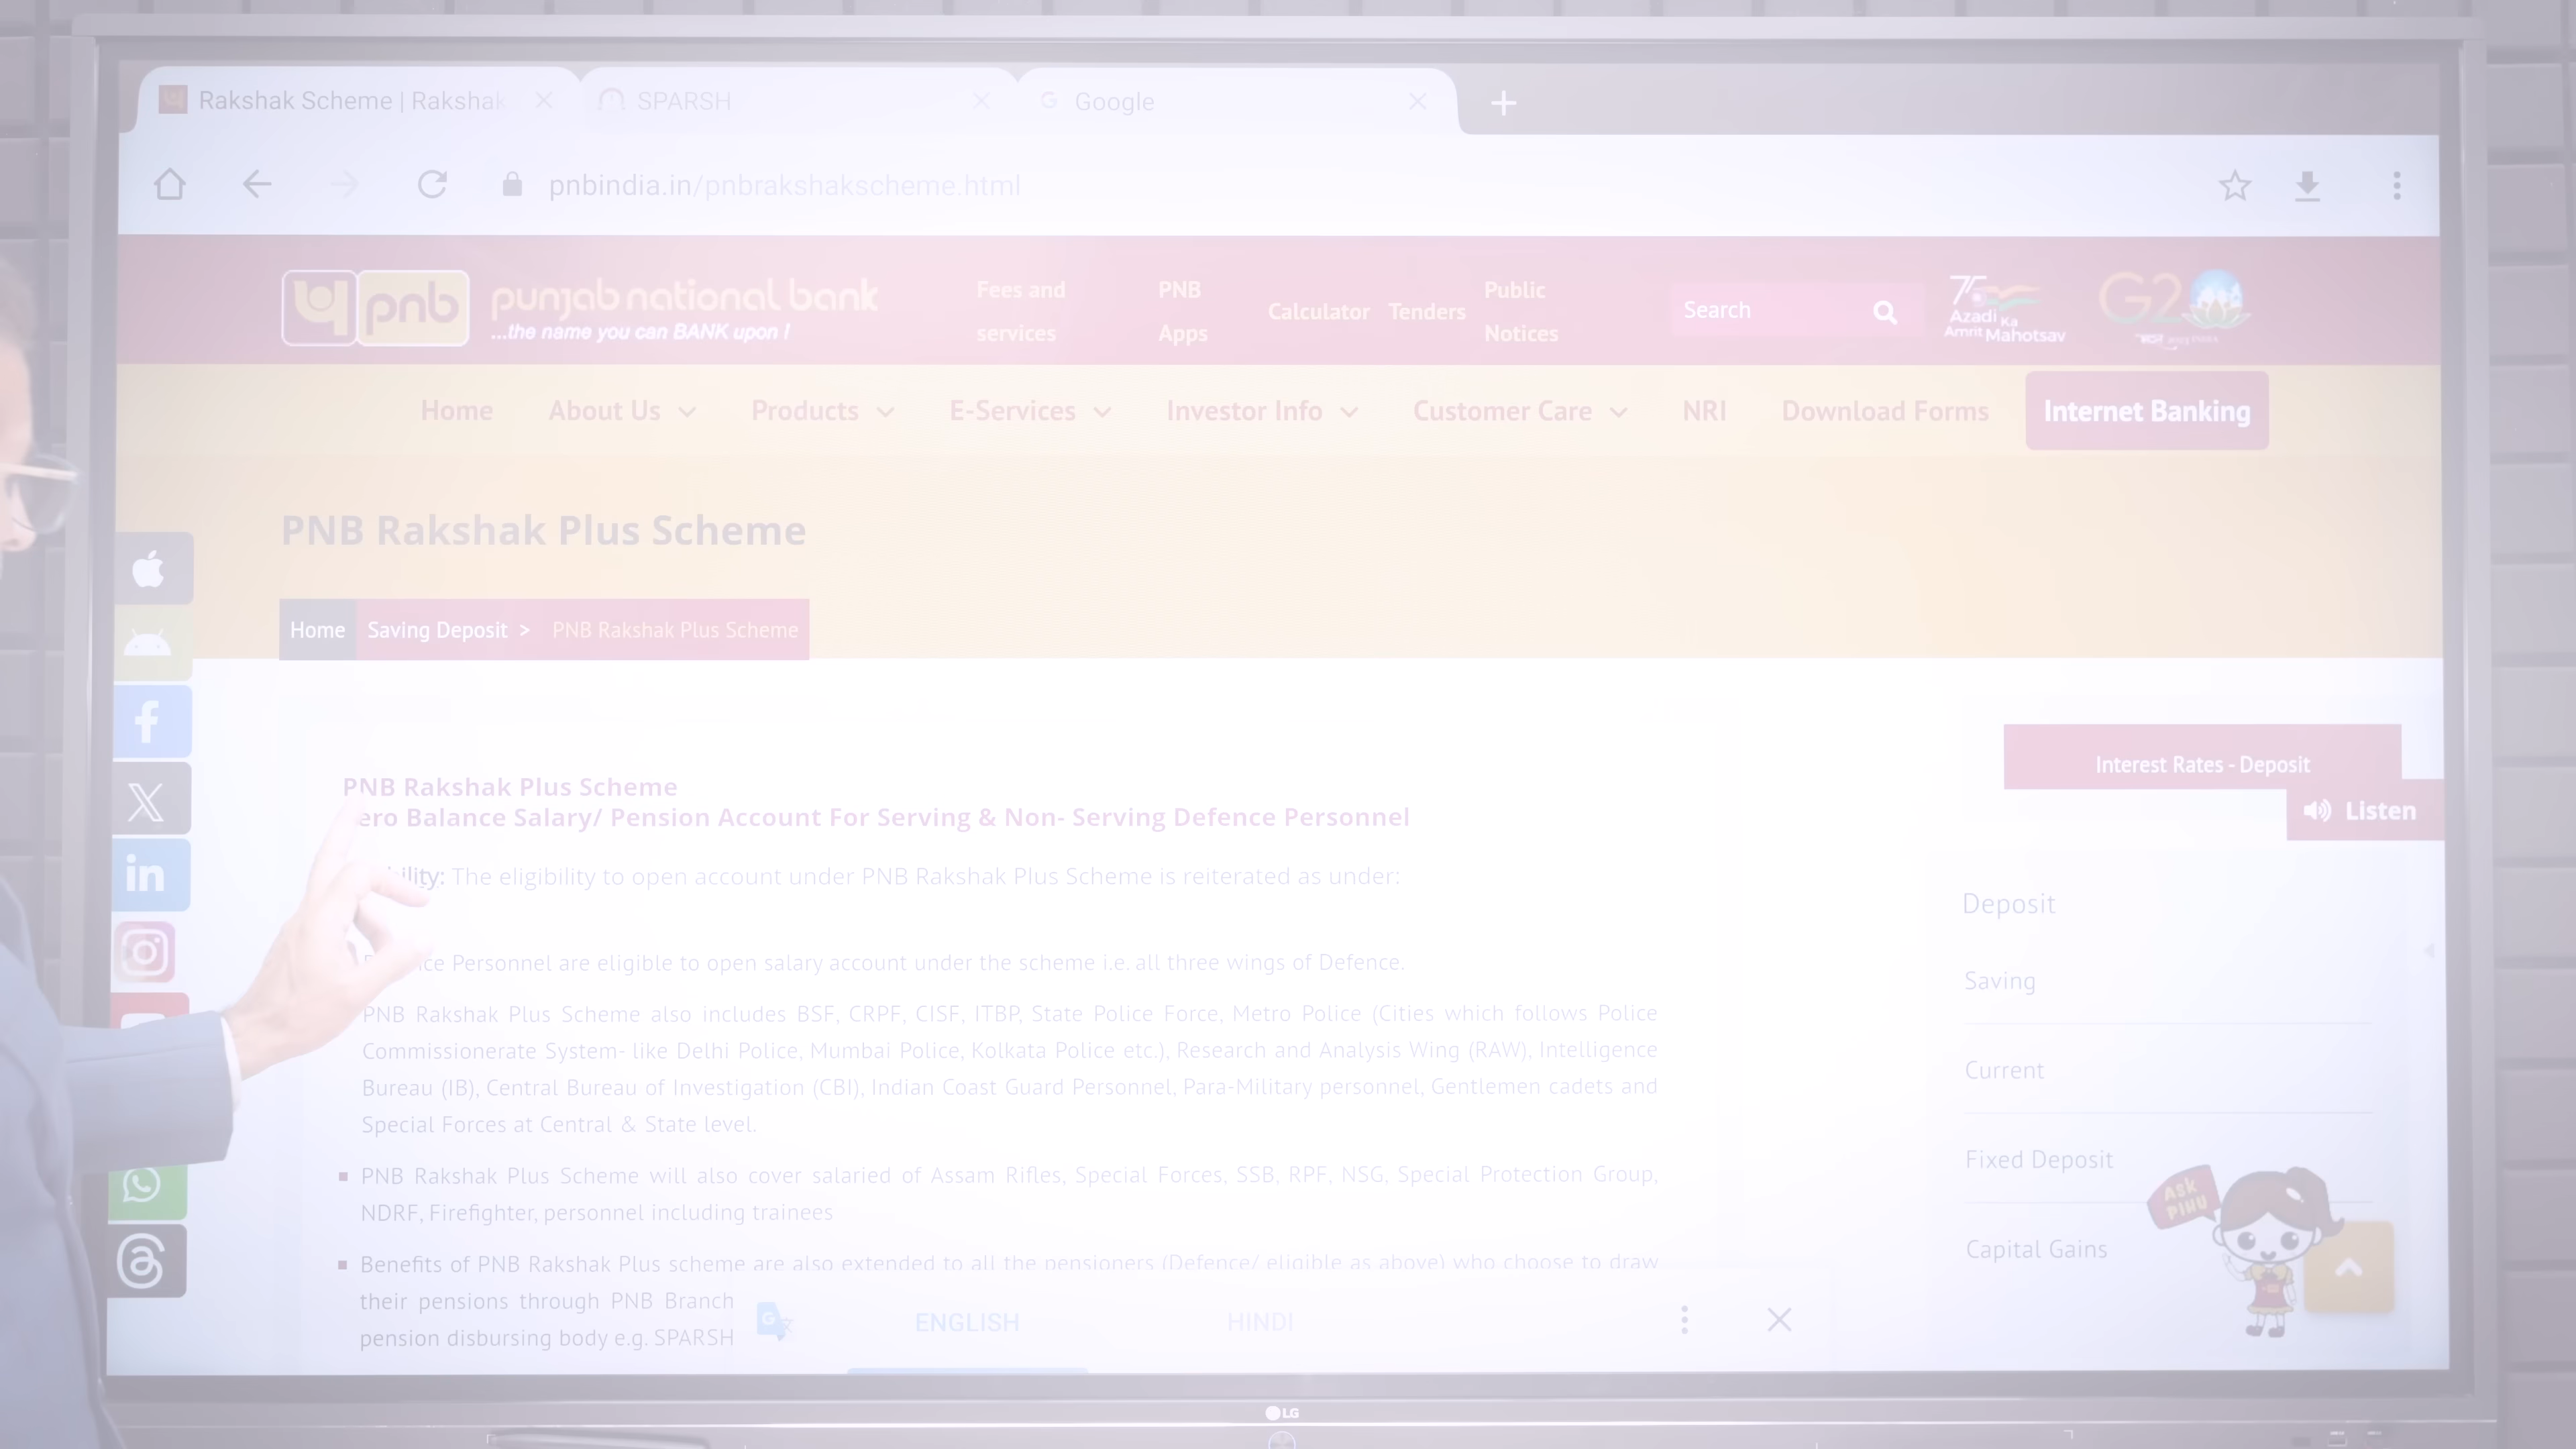 Rakshak Scheme | Rakshak
SPARSH
Google
pnbindia.in/pnbrakshakscheme.html
pnb
punjab national bank
...the name you can BANK upon !
Fees and services
PNB Apps
Calculator
Tenders
Public Notices
Search
75
Azadi Ka
Amrit Mahotsav
G20
Home
About Us
Products
E-Services
Investor Info
Customer Care
NRI
Download Forms
Internet Banking
PNB Rakshak Plus Scheme
Home
Saving Deposit >
PNB Rakshak Plus Scheme
PNB Rakshak Plus Scheme
ero Balance Salary/ Pension Account For Serving & Non- Serving Defence Personnel
bility: The eligibility to open account under PNB Rakshak Plus Scheme is reiterated as under:
ce Personnel are eligible to open salary account under the scheme i.e. all three wings of Defence.
PNB Rakshak Plus Scheme also includes BSF, CRPF, CISF, ITBP, State Police Force, Metro Police (Cities which follows Police
Commissionerate System- like Delhi Police, Mumbai Police, Kolkata Police etc.), Research and Analysis Wing (RAW), Intelligence
Bureau (IB), Central Bureau of Investigation (CBI), Indian Coast Guard Personnel, Para-Military personnel, Gentlemen cadets and
Special Forces at Central & State level.
PNB Rakshak Plus Scheme will also cover salaried of Assam Rifles, Special Forces, SSB, RPF, NSG, Special Protection Group,
NDRF, Firefighter, personnel including trainees
Benefits of PNB Rakshak Plus scheme are also extended to all the pensioners (Defence/ eligible as above) who choose to draw
their pensions through PNB Branch
pension disbursing body e.g. SPARSH
ENGLISH
HINDI
Interest Rates - Deposit
Listen
Deposit
Saving
Current
Fixed Deposit
Capital Gains
ASK
PIHU
LG